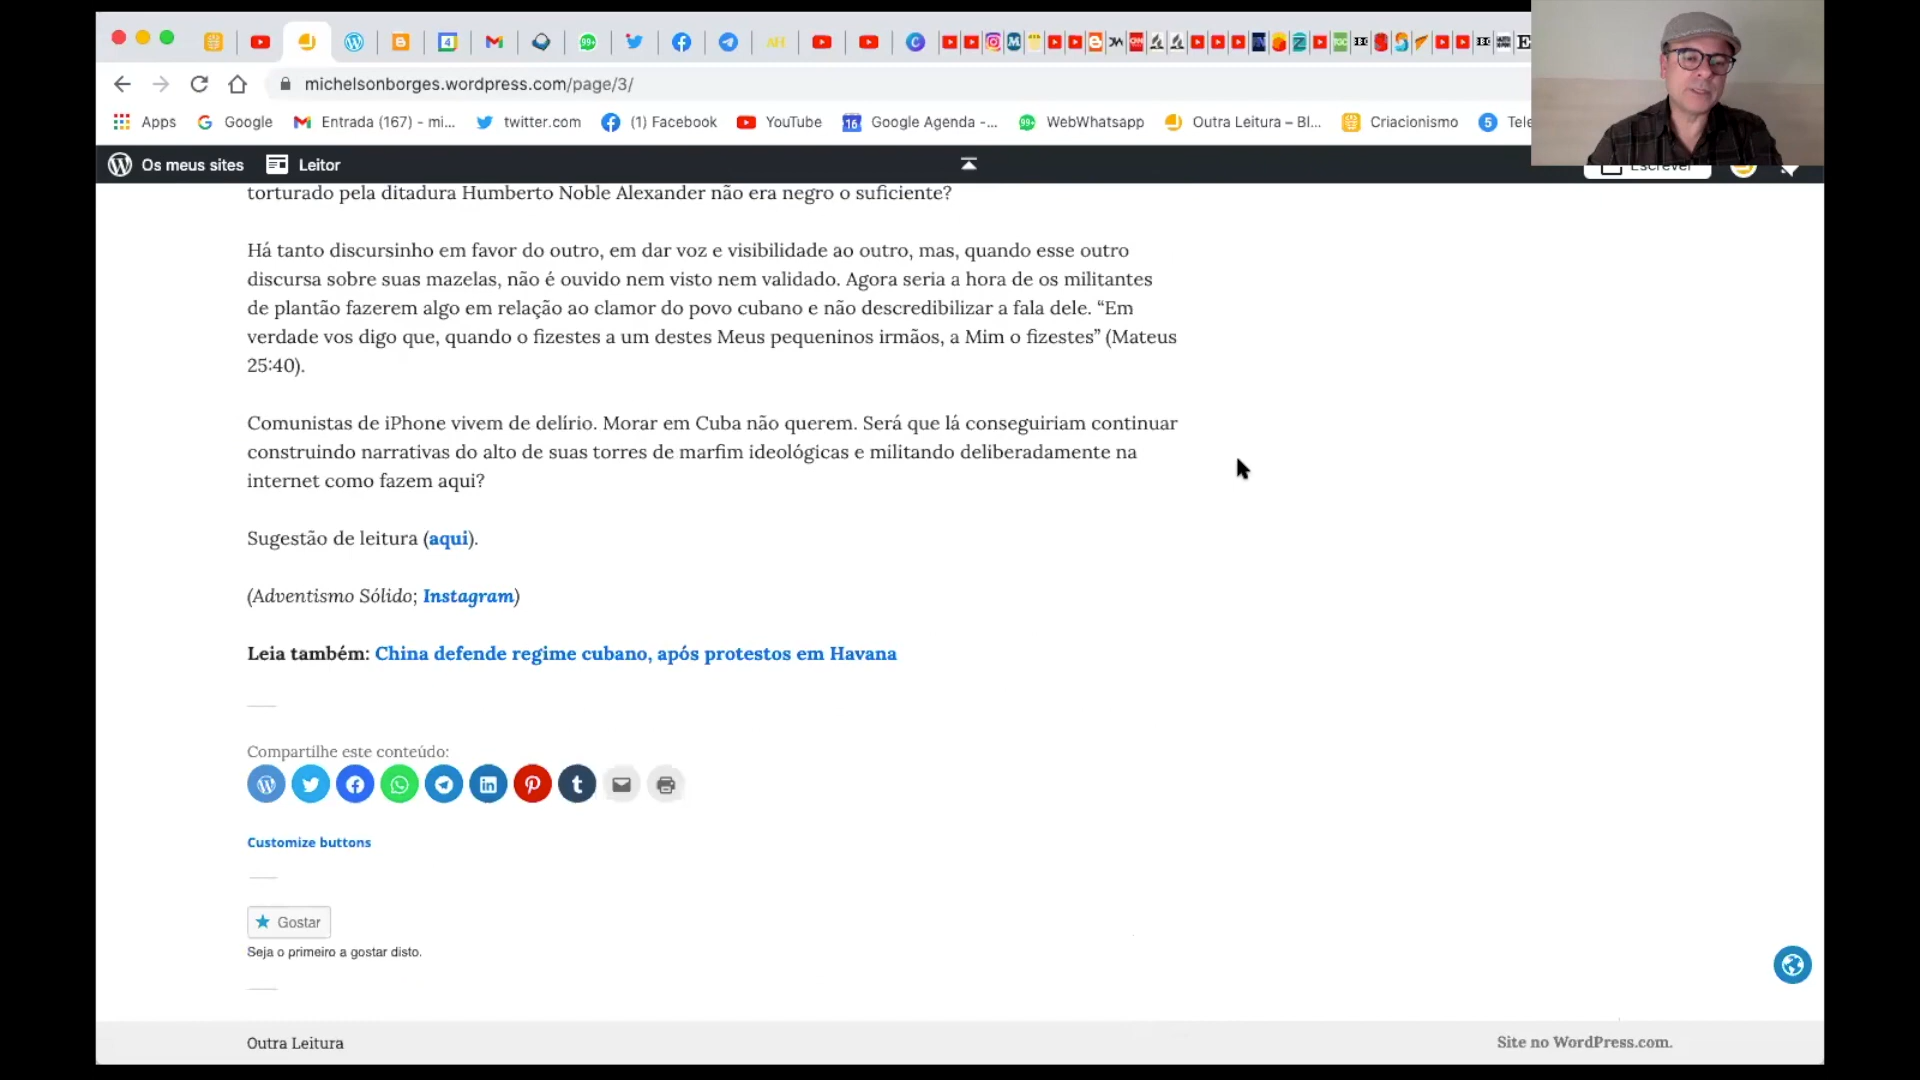 michelsonborges.wordpress.com/page/3/
Apps Google Entrada (167) - mi... twitter.com (1) Facebook YouTube Google Agenda -... WebWhatsapp Outra Leitura – Bl... Criacionismo
Os meus sites Leitor Escrever
torturado pela ditadura Humberto Noble Alexander não era negro o suficiente?
Há tanto discursinho em favor do outro, em dar voz e visibilidade ao outro, mas, quando esse outro
discursa sobre suas mazelas, não é ouvido nem visto nem validado. Agora seria a hora de os militantes
de plantão fazerem algo em relação ao clamor do povo cubano e não descredibilizar a fala dele. “Em
verdade vos digo que, quando o fizestes a um destes Meus pequeninos irmãos, a Mim o fizestes” (Mateus
25:40).
Comunistas de iPhone vivem de delírio. Morar em Cuba não querem. Será que lá conseguiriam continuar
construindo narrativas do alto de suas torres de marfim ideológicas e militando deliberadamente na
internet como fazem aqui?
Sugestão de leitura (aqui).
(Adventismo Sólido; Instagram)
Leia também: China defende regime cubano, após protestos em Havana
Compartilhe este conteúdo:
Customize buttons
Gostar
Seja o primeiro a gostar disto.
Outra Leitura Site no WordPress.com.